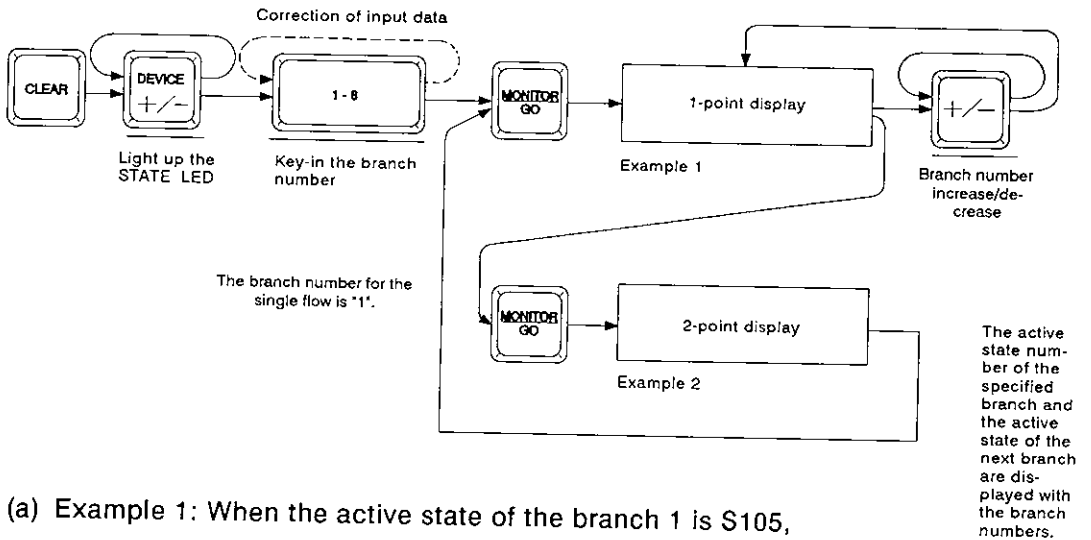 Correction of input data
CLEAR
DEVICE
+/−
1-8
MONITOR
GO
1-point display
+/−
Light up the
STATE LED
Key-in the branch
number
Example 1
Branch number
increase/de-
crease
The branch number for the
single flow is "1".
MONITOR
GO
2-point display
Example 2
The active
state num-
ber of the
specified
branch and
the active
state of the
next branch
are dis-
played with
the branch
numbers.
(a) Example 1: When the active state of the branch 1 is S105,